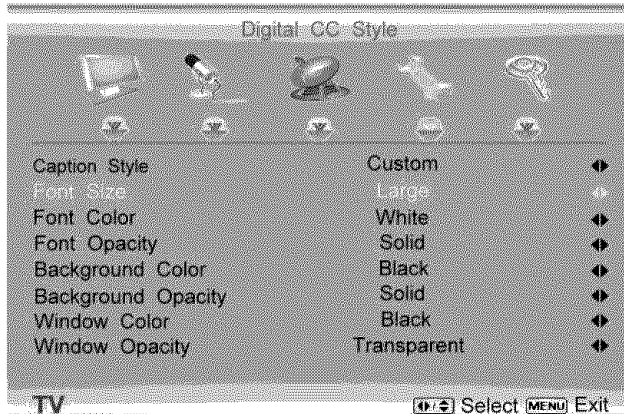 Digital CC Style
Caption Style Custom
Font Size Large
Font Color White
Font Opacity Solid
Background Color Black
Background Opacity Solid
Window Color Black
Window Opacity Transparent
TV Select MENU Exit